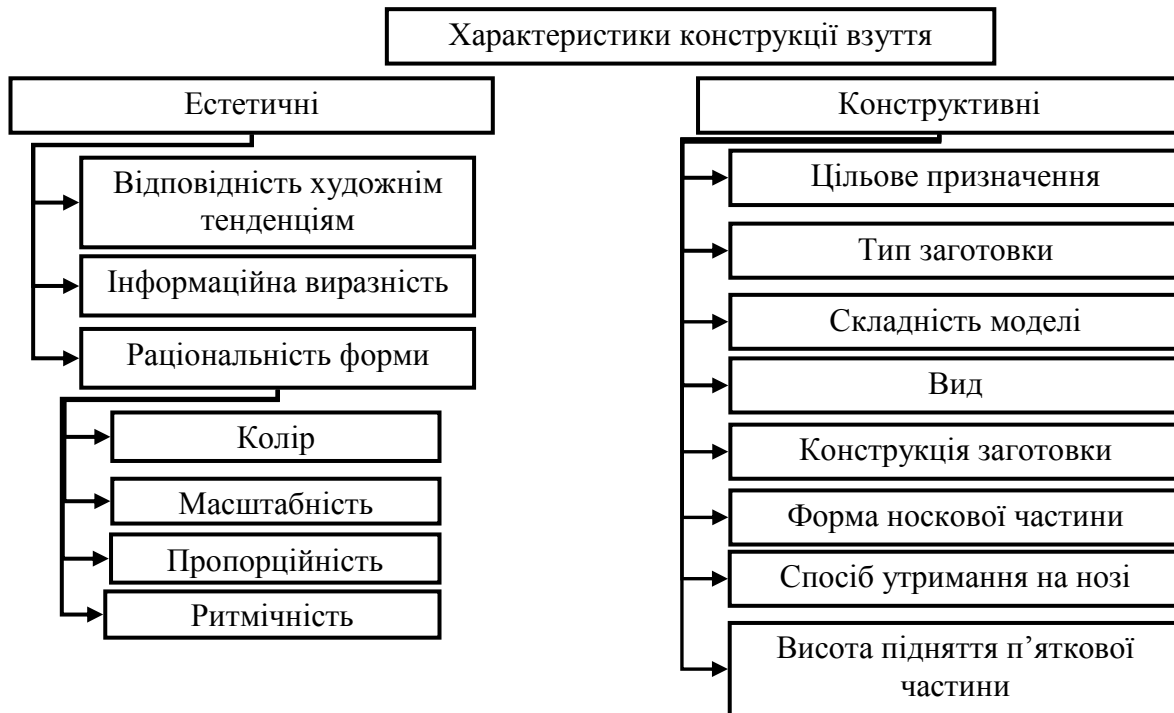 Характеристики конструкції взуття
Естетичні
Відповідність художнім
тенденціям
Інформаційна виразність
Раціональність форми
Колір
Масштабність
Пропорційність
Ритмічність
Конструктивні
Цільове призначення
Тип заготовки
Складність моделі
Вид
Конструкція заготовки
Форма носкової частини
Спосіб утримання на нозі
Висота підняття п’яткової
частини